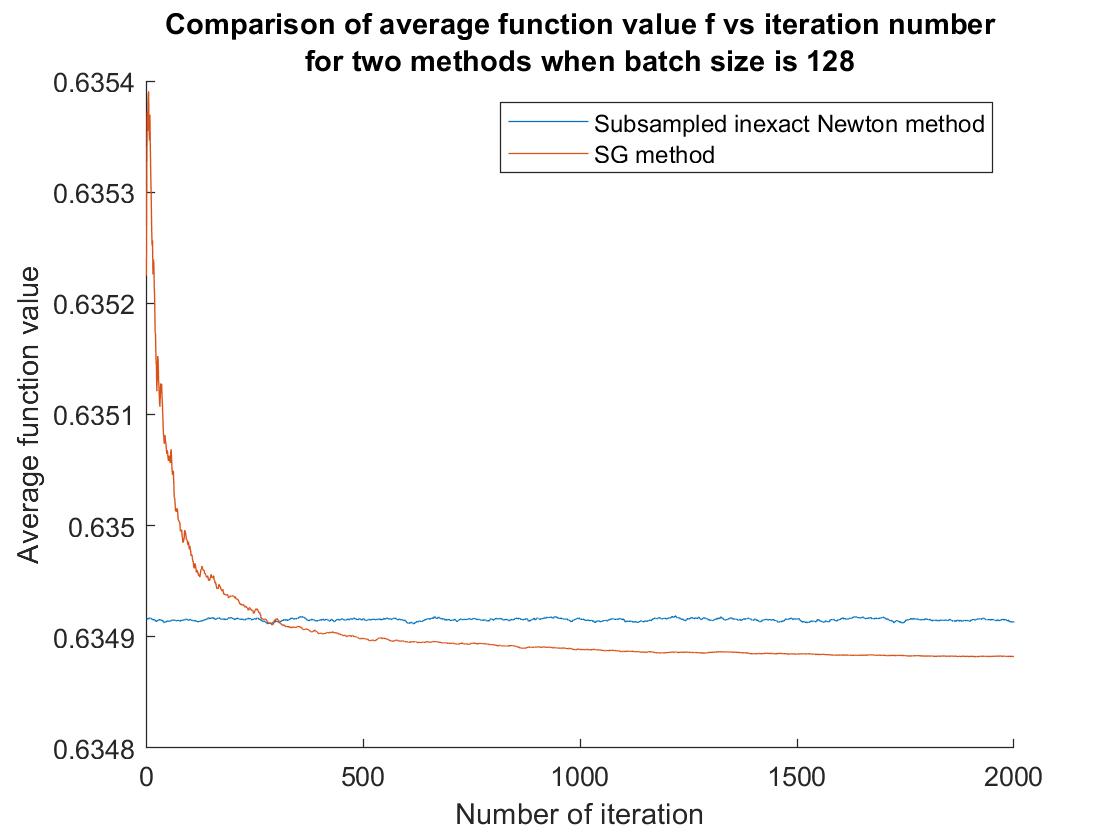 Comparison of average function value f vs iteration number
for two methods when batch size is 128
0.6354
0.6353
0.6352
0.6351
0.635
0.6349
0.6348
Average function value
Subsampled inexact Newton method
SG method
0
500
1000
1500
2000
Number of iteration